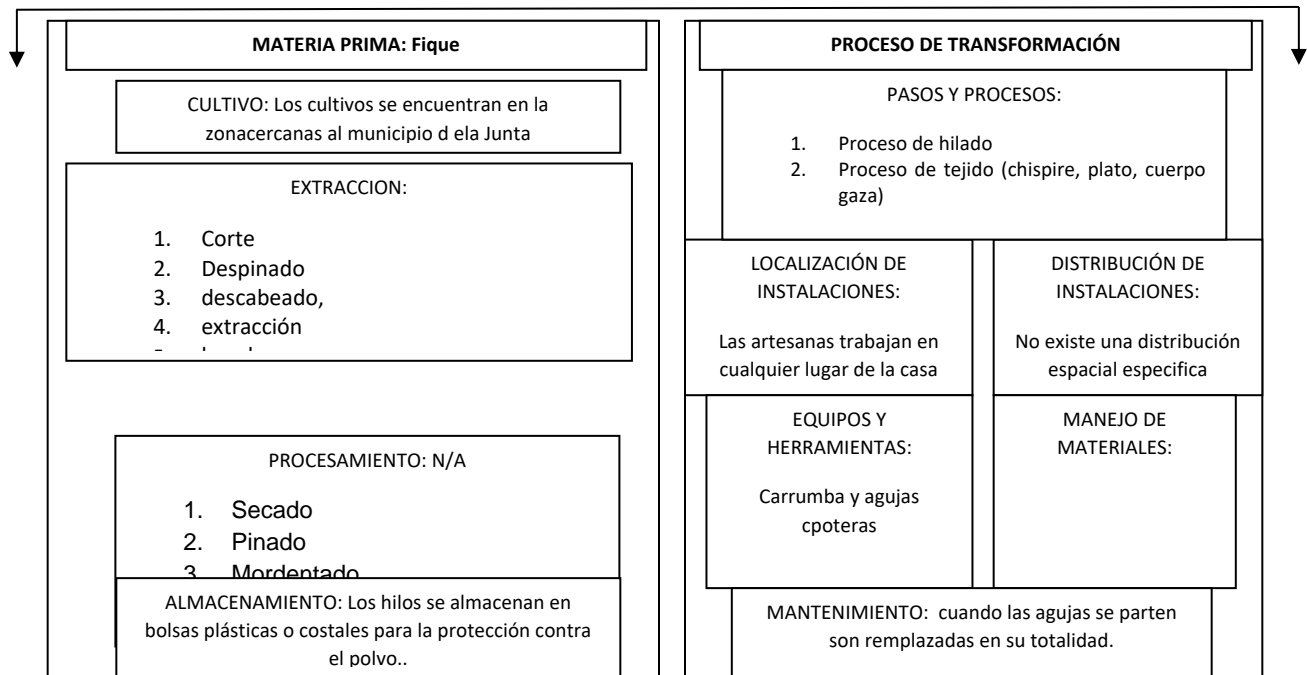 MATERIA PRIMA: Fique
CULTIVO: Los cultivos se encuentran en la
zonacercanas al municipio d ela Junta
EXTRACCION:
1. Corte
2. Despinado
3. descabeado,
4. extracción
PROCESAMIENTO: N/A
1. Secado
2. Pinado
3. Mordentado
ALMACENAMIENTO: Los hilos se almacenan en
bolsas plásticas o costales para la protección contra
el polvo..
PROCESO DE TRANSFORMACIÓN
PASOS Y PROCESOS:
1. Proceso de hilado
2. Proceso de tejido (chispire, plato, cuerpo
gaza)
LOCALIZACIÓN DE
INSTALACIONES:
Las artesanas trabajan en
cualquier lugar de la casa
DISTRIBUCIÓN DE
INSTALACIONES:
No existe una distribución
espacial especifica
EQUIPOS Y
HERRAMIENTAS:
Carrumba y agujas
cpoteras
MANEJO DE
MATERIALES:
MANTENIMIENTO: cuando las agujas se parten
son remplazadas en su totalidad.